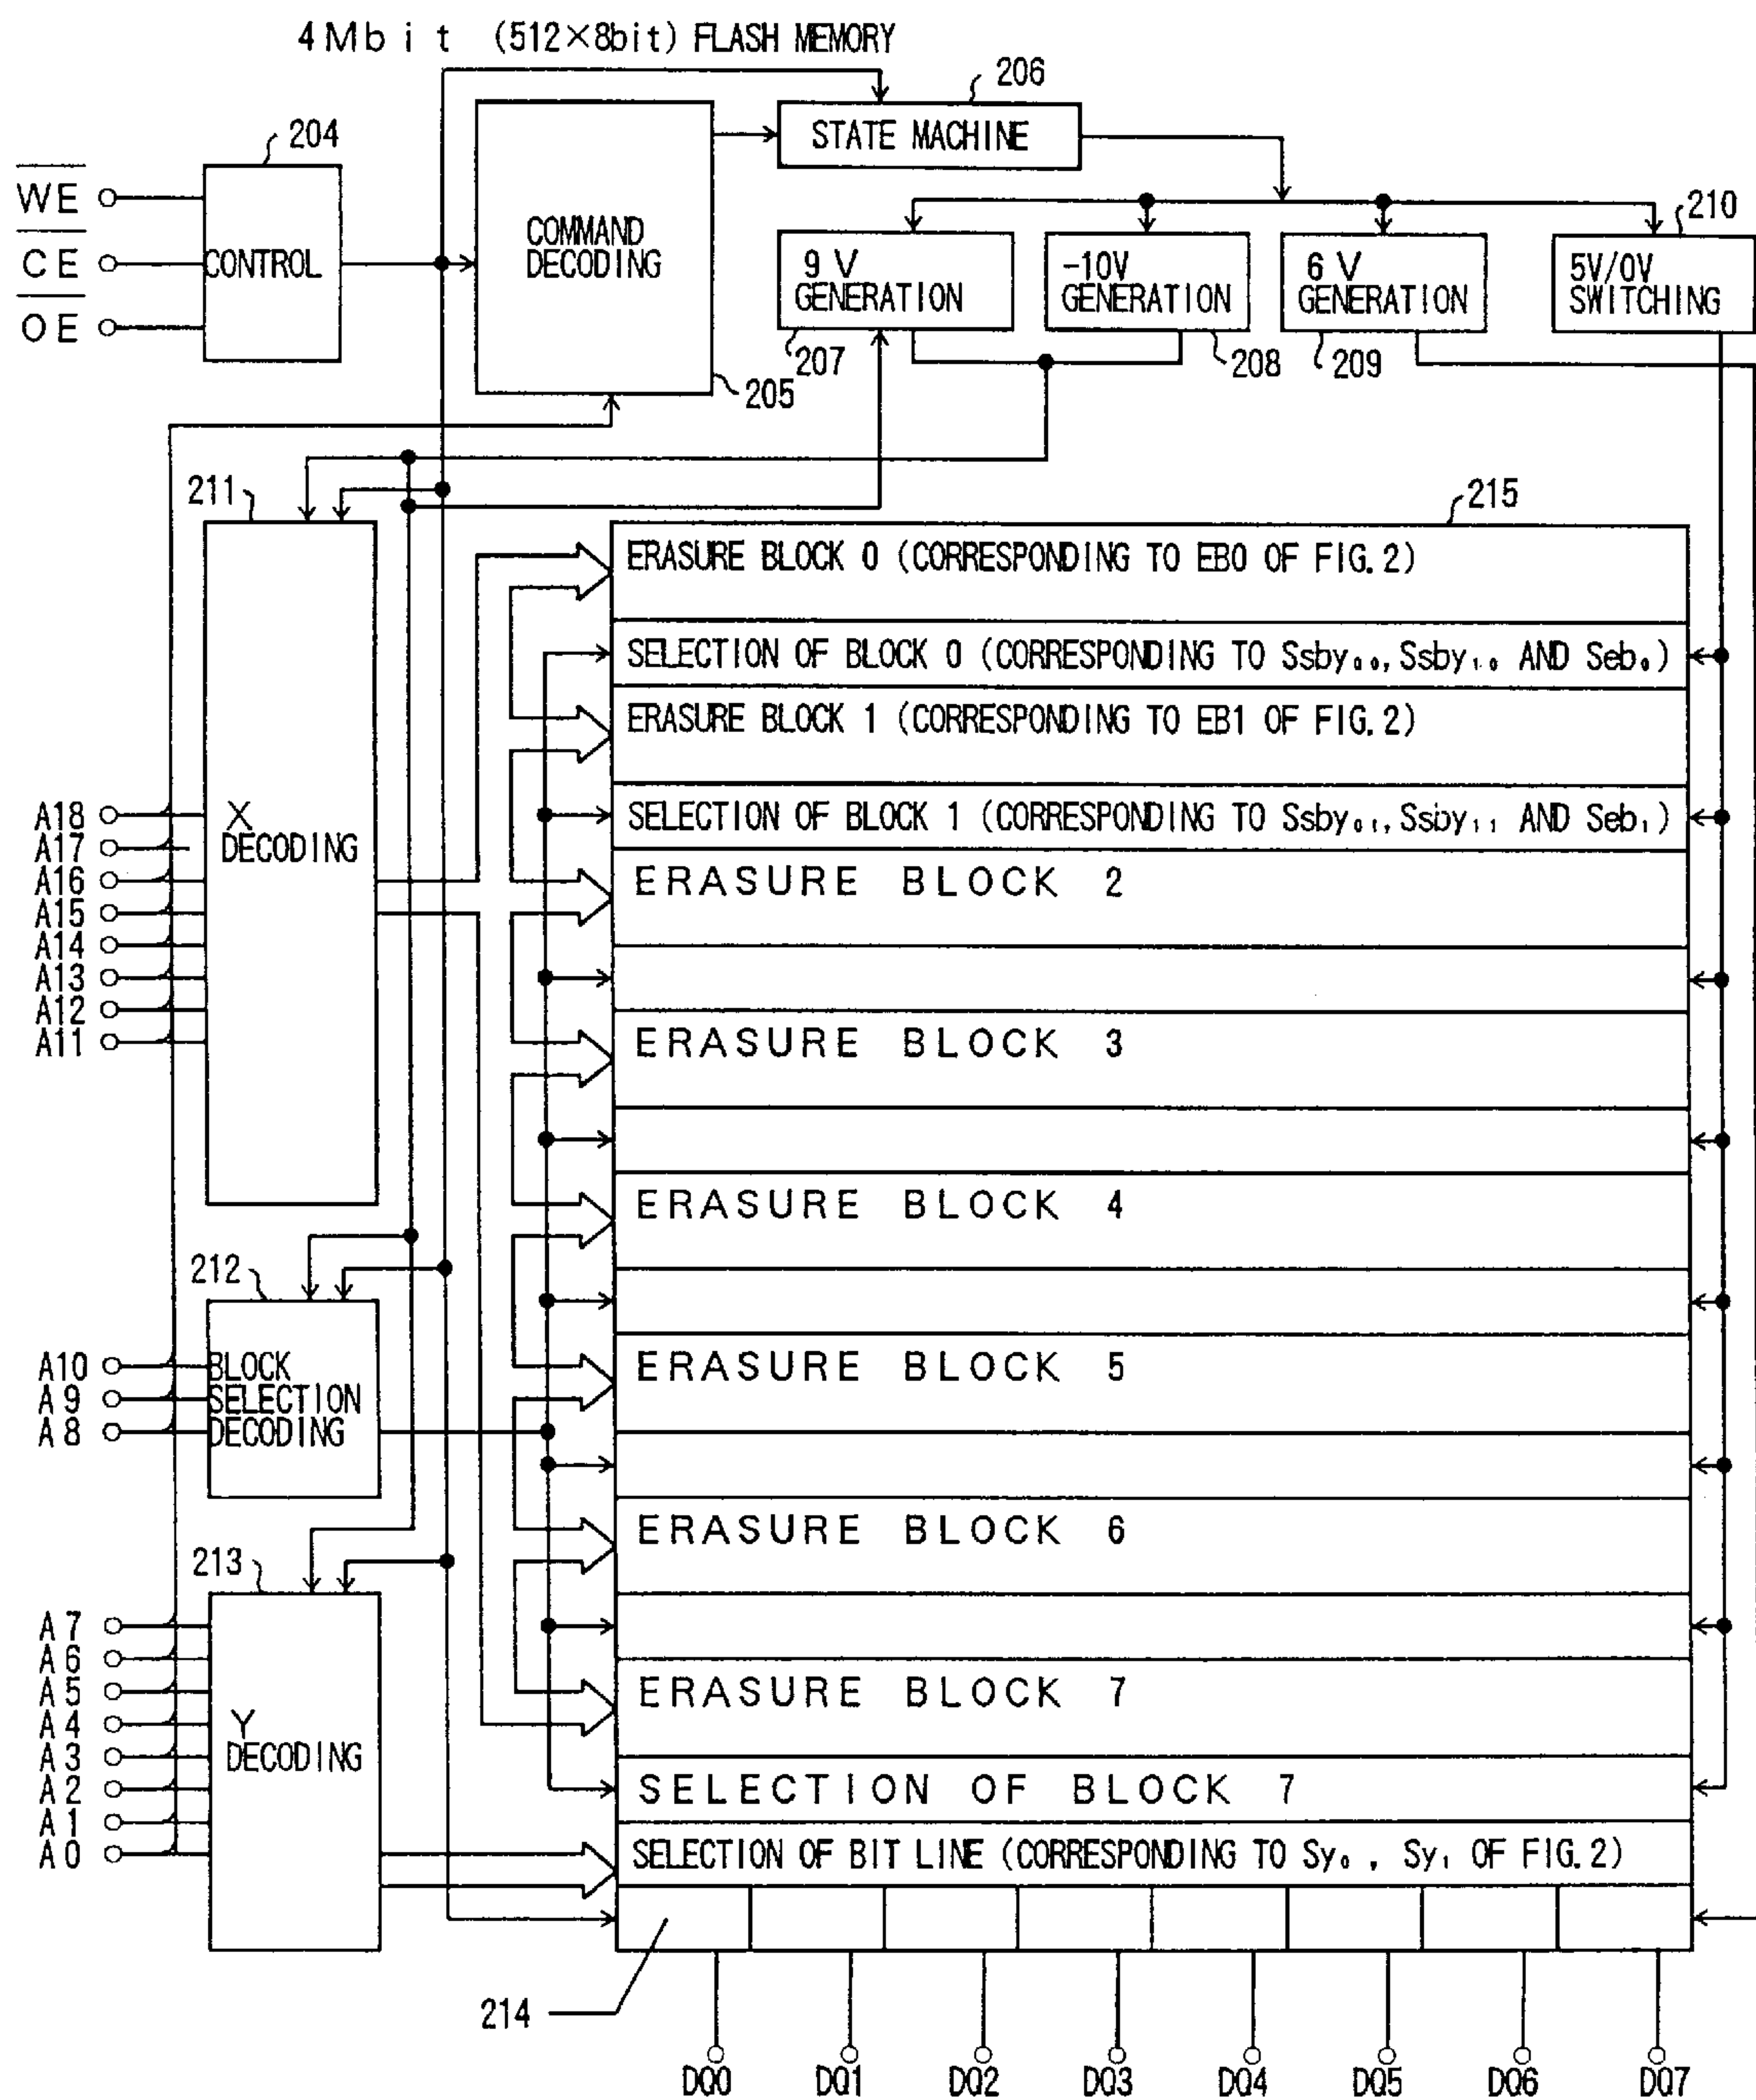 4Mbit (512×8bit) FLASH MEMORY
206
STATE MACHINE
204
WE
CE
OE
CONTROL
COMMAND
DECODING
205
210
9 V
GENERATION
-10V
GENERATION
6 V
GENERATION
5V/0V
SWITCHING
207
208
209
211
215
X
DECODING
A18
A17
A16
A15
A14
A13
A12
A11
ERASURE BLOCK 0 (CORRESPONDING TO EB0 OF FIG.2)
SELECTION OF BLOCK 0 (CORRESPONDING TO Ssby₀₀, Ssby₁₀ AND Seb₀)
ERASURE BLOCK 1 (CORRESPONDING TO EB1 OF FIG.2)
SELECTION OF BLOCK 1 (CORRESPONDING TO Ssby₀₁, Ssby₁₁ AND Seb₁)
ERASURE BLOCK 2
ERASURE BLOCK 3
ERASURE BLOCK 4
ERASURE BLOCK 5
ERASURE BLOCK 6
ERASURE BLOCK 7
SELECTION OF BLOCK 7
SELECTION OF BIT LINE (CORRESPONDING TO Sy₀, Sy₁ OF FIG.2)
212
A10
A9
A8
BLOCK
SELECTION
DECODING
213
A7
A6
A5
A4
A3
A2
A1
A0
Y
DECODING
214
DQ0
DQ1
DQ2
DQ3
DQ4
DQ5
DQ6
DQ7